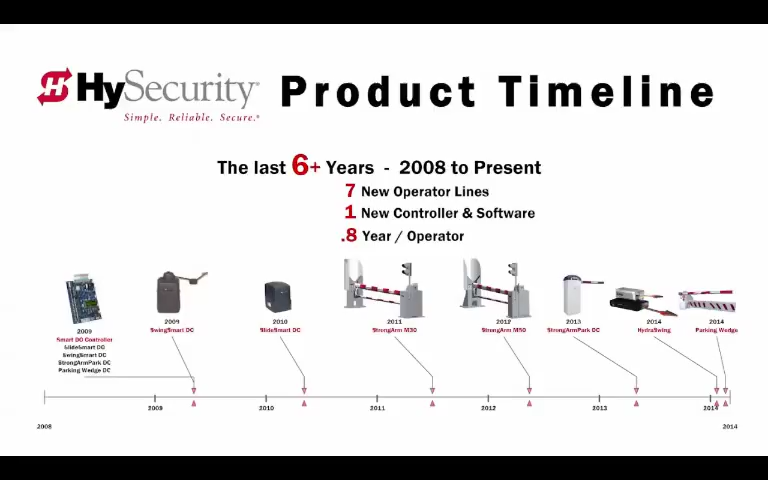 HySecurity® Product Timeline
Simple. Reliable. Secure.®
The last 6+ Years - 2008 to Present
7 New Operator Lines
1 New Controller & Software
.8 Year / Operator
2009
Smart DC Controller
SlideSmart DC
SwingSmart DC
StrongArmPark DC
Parking Wedge DC
2009
SwingSmart DC
2010
SlideSmart DC
2011
StrongArm M30
2012
StrongArm M50
2013
StrongArmPark DC
2014
HydraSwing
2014
Parking Wedge
2009
2010
2011
2012
2013
2014
2008
2014